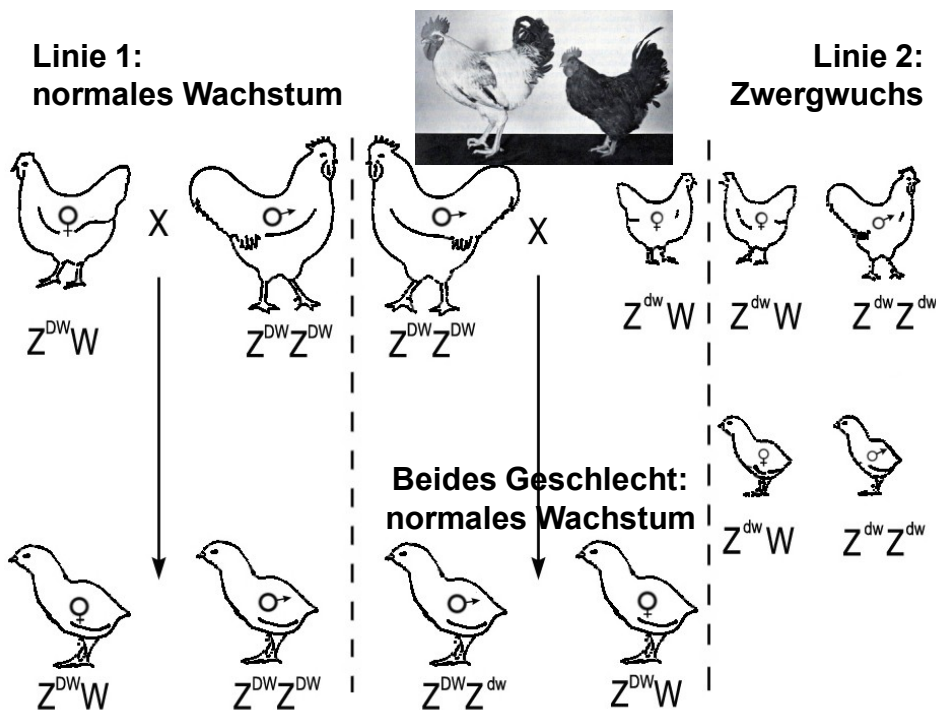 Linie 1:
normales Wachstum
Linie 2:
Zwergwuchs
♀ X ♂ ♂ X ♀ ♀ ♂
Z^DW W
Z^DW Z^DW
Z^DW Z^DW
Z^dw W
Z^dw W
Z^dw Z^dw
♀ ♂
Z^dw W
Z^dw Z^dw
Beides Geschlecht:
normales Wachstum
♀ ♂ ♂ ♀
Z^DW W
Z^DW Z^DW
Z^DW Z^dw
Z^DW W